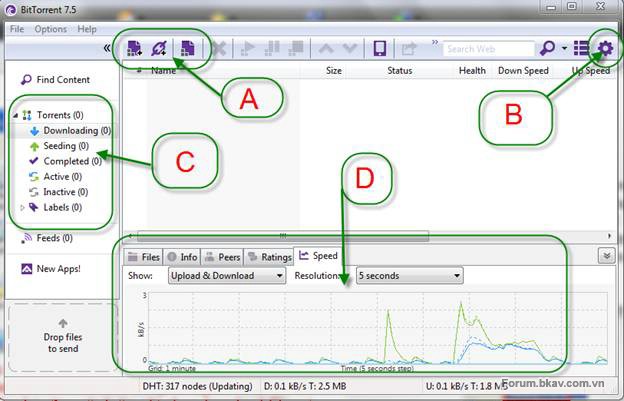 BitTorrent 7.5
File Options Help
« » Search Web
Find Content
# Name Size Status Health Down Speed Up Speed
A
B
Torrents (0)
Downloading (0)
Seeding (0)
Completed (0)
Active (0)
Inactive (0)
Labels (0)
C
D
Feeds (0)
New Apps!
Files Info Peers Ratings Speed
Show: Upload & Download Resolution: 5 seconds
3
kB/s
0
Grid: 1 minute Time (5 seconds step)
Drop files
to send
DHT: 317 nodes (Updating) D: 0.1 kB/s T: 2.5 MB U: 0.1 kB/s T: 1.8 M
Forum.bkav.com.vn